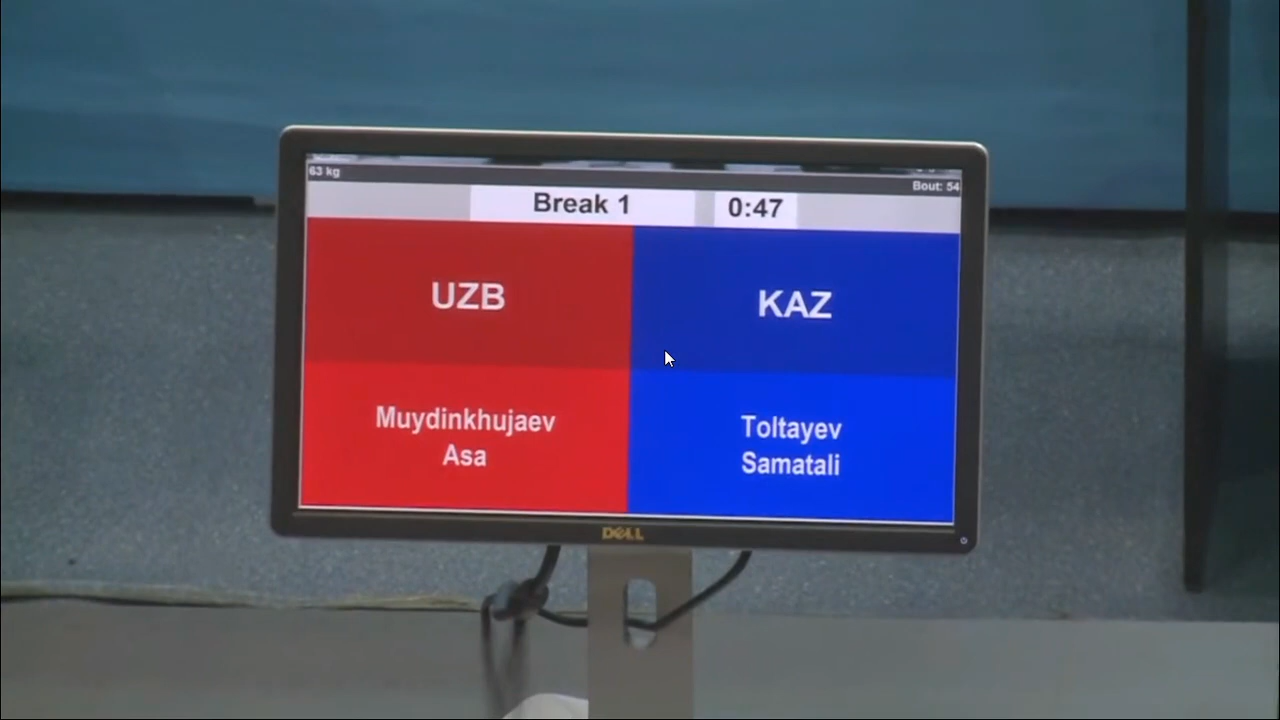 63 kg
Bout: 54
Break 1 0:47
UZB
KAZ
Muydinkhujaev
Asa
Toltayev
Samatali
DELL